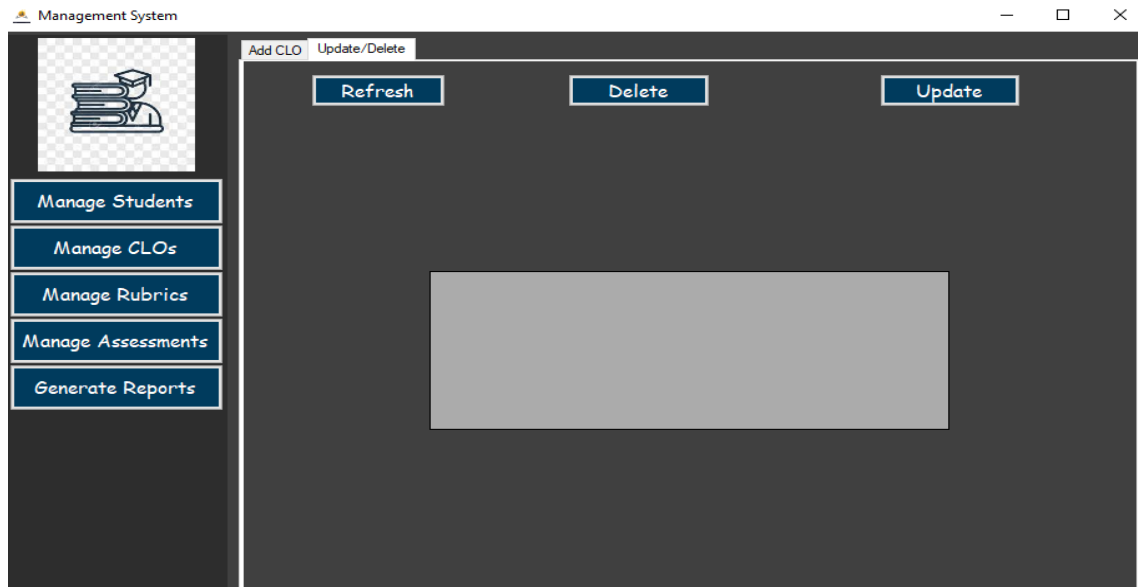 Management System
Add CLO Update/Delete
Refresh Delete Update
Manage Students
Manage CLOs
Manage Rubrics
Manage Assessments
Generate Reports